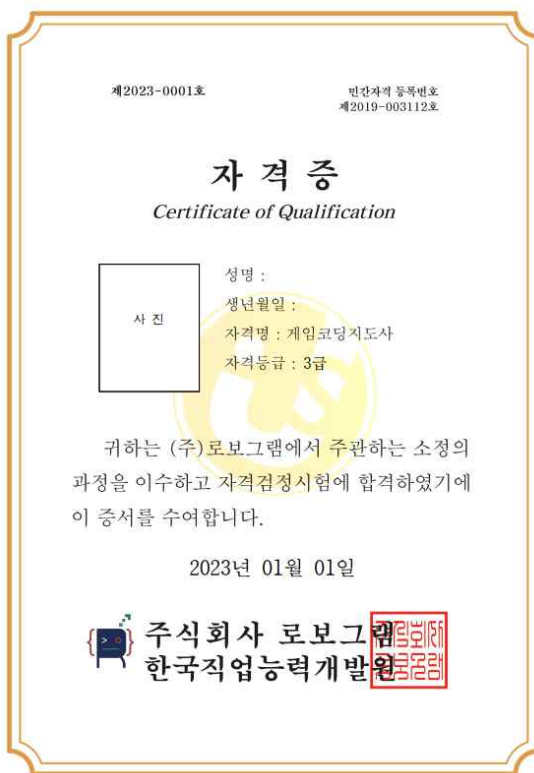 제2023-0001호
민간자격 등록번호
제2019-003112호
자 격 증
Certificate of Qualification
사 진
성명 :
생년월일 :
자격명 : 게임코딩지도사
자격등급 : 3급
귀하는 (주)로보그램에서 주관하는 소정의
과정을 이수하고 자격검정시험에 합격하였기에
이 증서를 수여합니다.
2023년 01월 01일
주식회사 로보그램
한국직업능력개발원